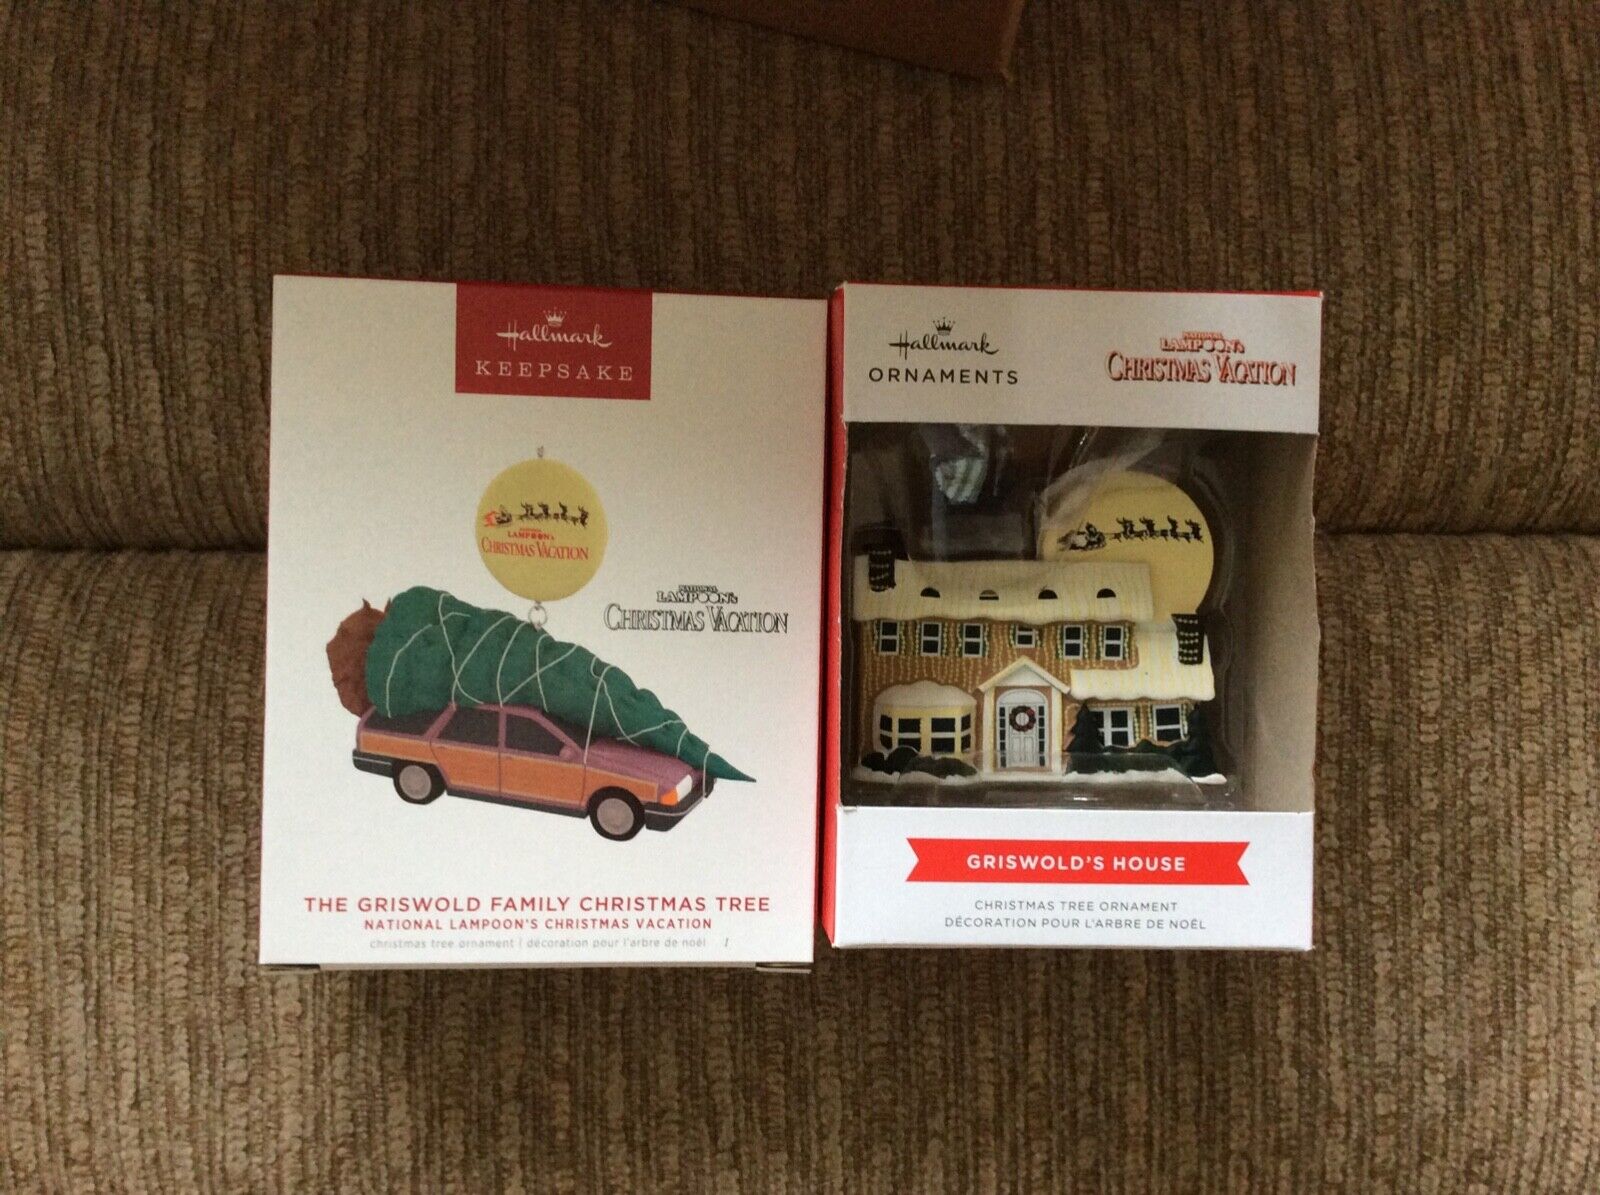 Hallmark
KEEPSAKE
NATIONAL
LAMPOON'S
CHRISTMAS VACATION
NATIONAL
LAMPOON'S
CHRISTMAS VACATION
THE GRISWOLD FAMILY CHRISTMAS TREE
NATIONAL LAMPOON'S CHRISTMAS VACATION
christmas tree ornament | décoration pour l'arbre de noël
Hallmark
ORNAMENTS
NATIONAL
LAMPOON'S
CHRISTMAS VACATION
GRISWOLD'S HOUSE
CHRISTMAS TREE ORNAMENT
DÉCORATION POUR L'ARBRE DE NOËL